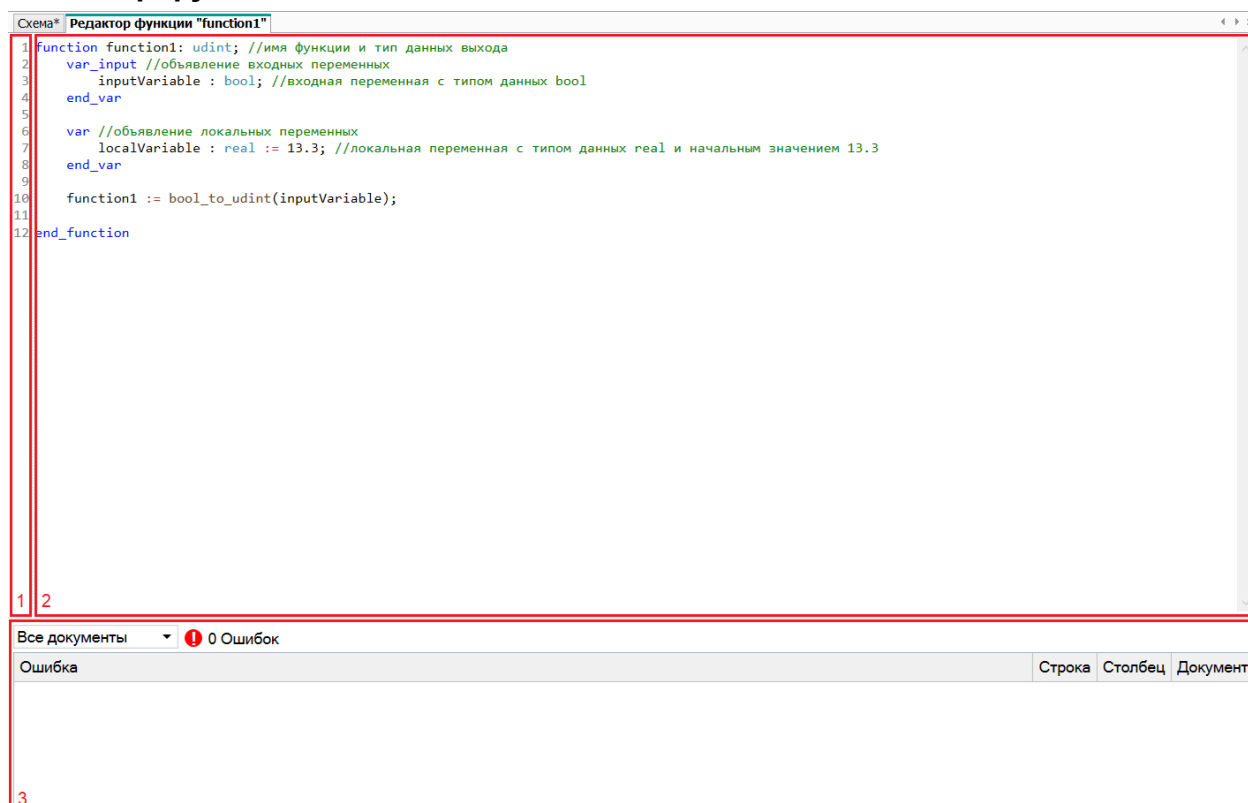 Схема* Редактор функции "function1"
1 function function1: udint; //имя функции и тип данных выхода
2 var_input //объявление входных переменных
3 inputVariable : bool; //входная переменная с типом данных bool
4 end_var
5
6 var //объявление локальных переменных
7 localVariable : real := 13.3; //локальная переменная с типом данных real и начальным значением 13.3
8 end_var
9
10 function1 := bool_to_udint(inputVariable);
11
12 end_function
1 2
Все документы 0 Ошибок
Ошибка Строка Столбец Документ
3